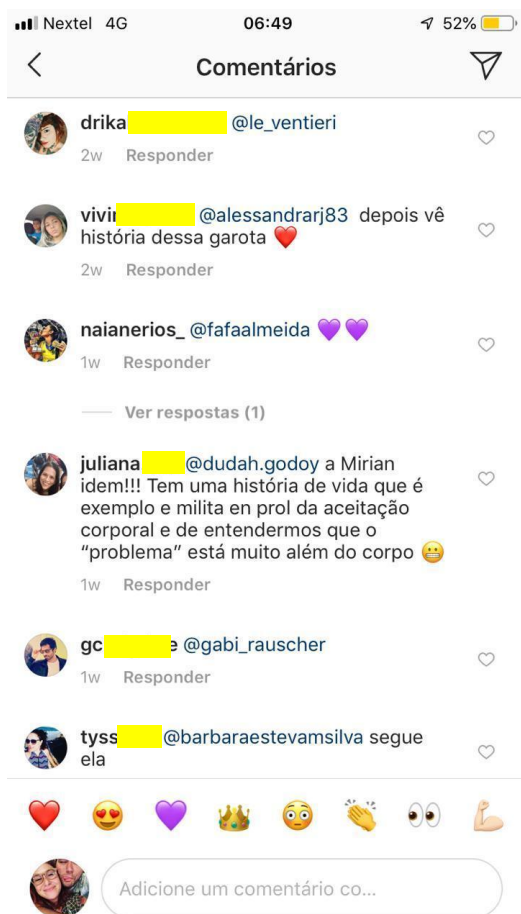 Nextel 4G 06:49 52%
Comentários
drika @le_ventieri
2w Responder
vivi @alessandrarj83 depois vê
história dessa garota ❤️
2w Responder
naianerios_ @fafaalmeida 💜💜
1w Responder
Ver respostas (1)
juliana @dudah.godoy a Mirian
idem!!! Tem uma história de vida que é
exemplo e milita en prol da aceitação
corporal e de entendermos que o
“problema” está muito além do corpo 😬
1w Responder
gc e @gabi_rauscher
1w Responder
tyss @barbaraestevamsilva segue
ela
❤️ 😍 💜 👑 😳 👏 👀 💪🏻
Adicione um comentário co...